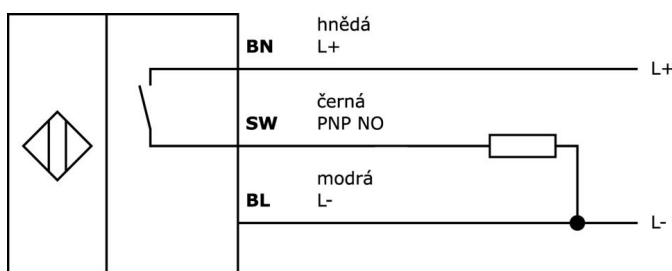 hnědá
BN L+
L+
černá
SW PNP NO
modrá
BL L-
L-